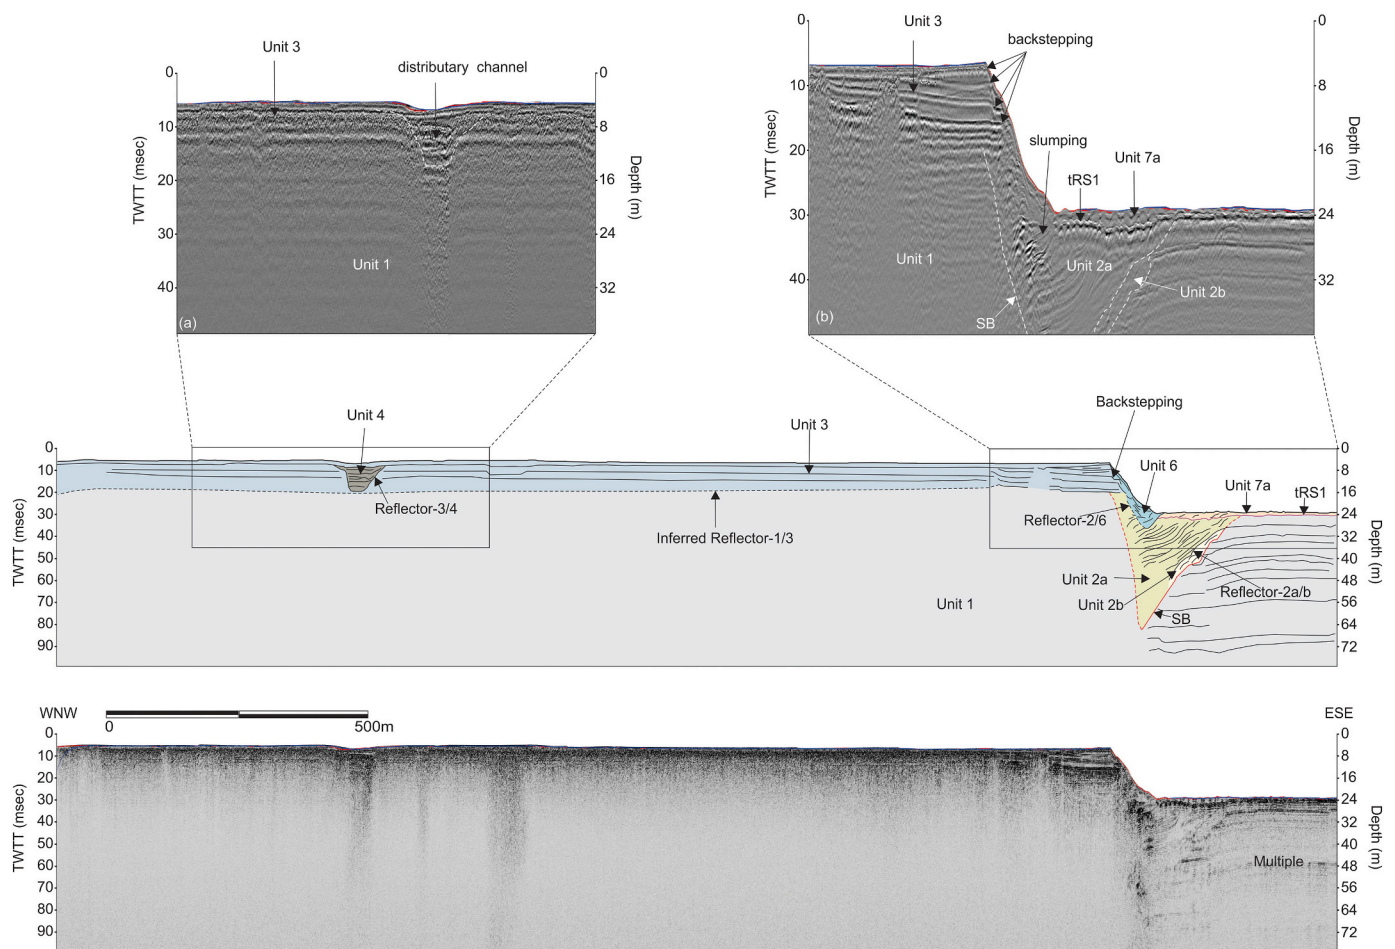 Unit 3
distributary channel
0
0
10
8
20
16
30
24
40
32
TWTT (msec)
Depth (m)
Unit 1
(a)
Unit 3
backstepping
0
0
10
8
slumping
20
16
Unit 7a
tRS1
30
24
40
32
TWTT (msec)
Depth (m)
Unit 1
Unit 2a
Unit 2b
SB
(b)
Unit 4
Unit 3
Backstepping
Unit 6
Unit 7a
tRS1
Reflector-3/4
Inferred Reflector-1/3
Reflector-2/6
Unit 2a
Unit 2b
Reflector-2a/b
SB
Unit 1
0
10
20
30
40
50
60
70
80
90
TWTT (msec)
0
8
16
24
32
40
48
56
64
72
Depth (m)
WNW
ESE
0
500m
0
10
20
30
40
50
60
70
80
90
TWTT (msec)
Multiple
0
8
16
24
32
40
48
56
64
72
Depth (m)